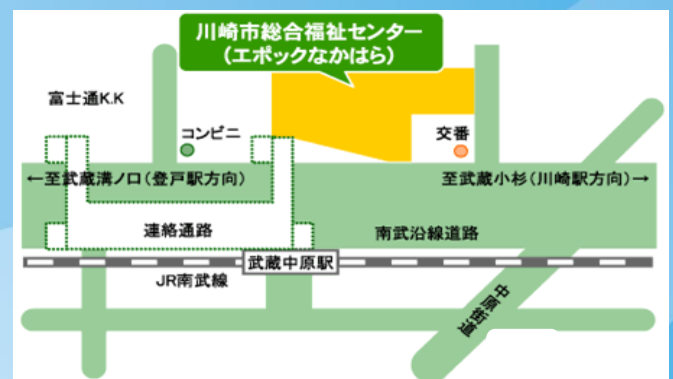 川崎市総合福祉センター
（エポックなかはら）
富士通K.K
コンビニ
交番
←至武蔵溝ノ口（登戸駅方向）
至武蔵小杉（川崎駅方向）→
連絡通路
南武沿線道路
武蔵中原駅
JR南武線
中原街道